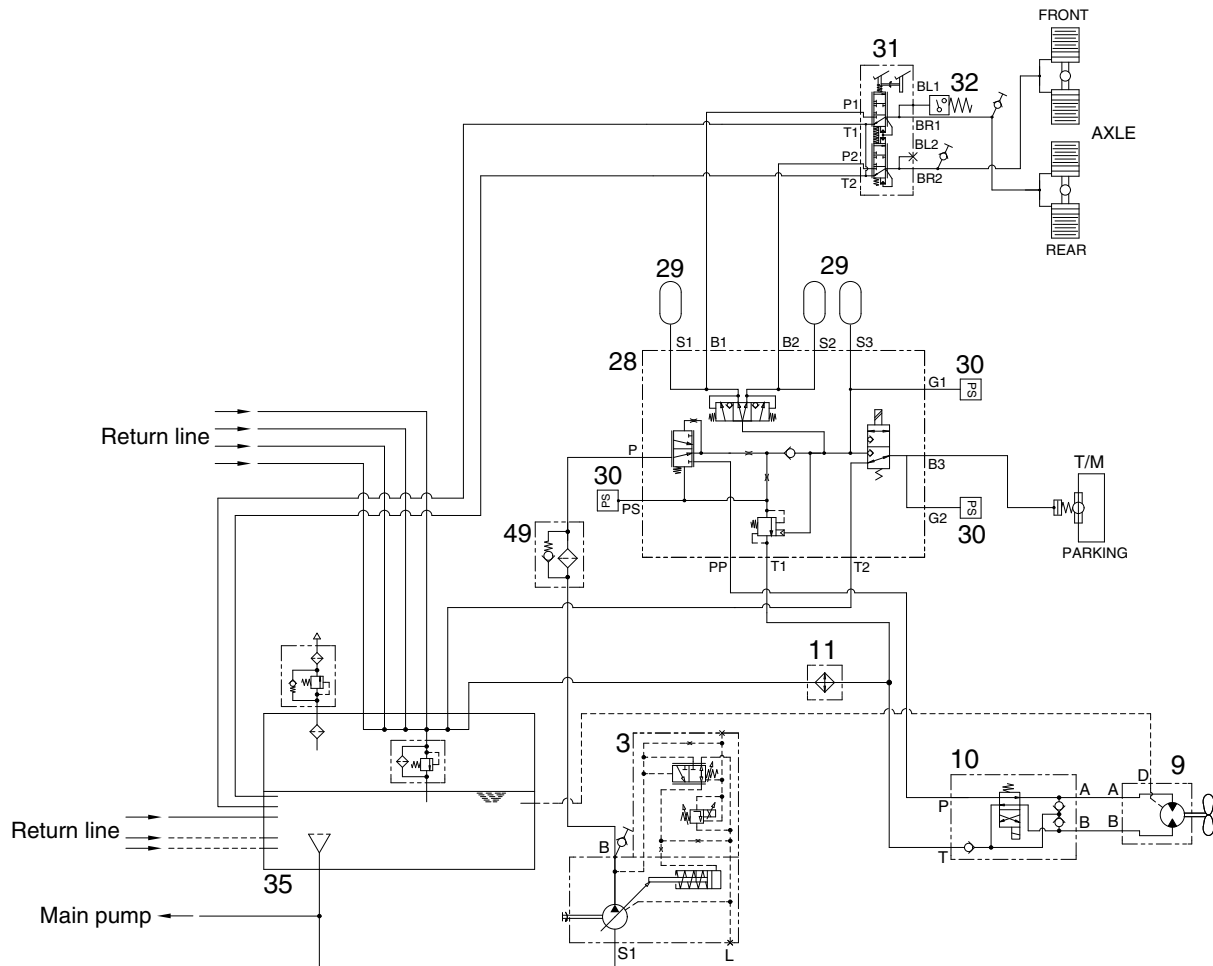 FRONT
31
BL1
32
P1
BR1
T1
AXLE
BL2
P2
T2
BR2
REAR
29
29
S1
B1
B2
S2
S3
28
30
G1
PS
Return line
P
B3
T/M
30
PS
PS
PS
G2
30
49
PARKING
PP
T1
T2
11
3
10
D
9
P
A
A
B
B
T
Return line
B
35
Main pump
S1
L